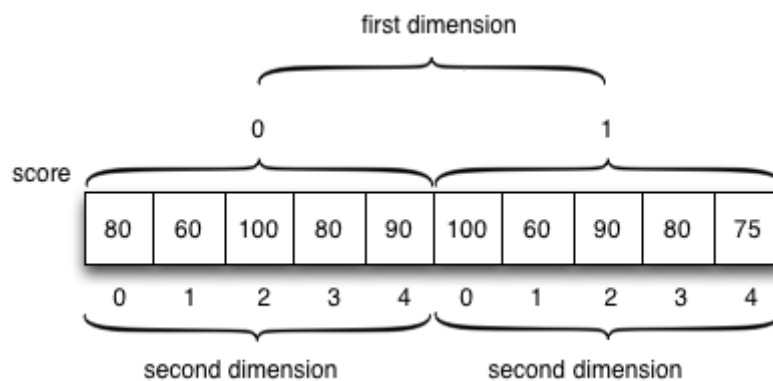 first dimension
0 1
score
80 60 100 80 90 100 60 90 80 75
0 1 2 3 4 0 1 2 3 4
second dimension second dimension